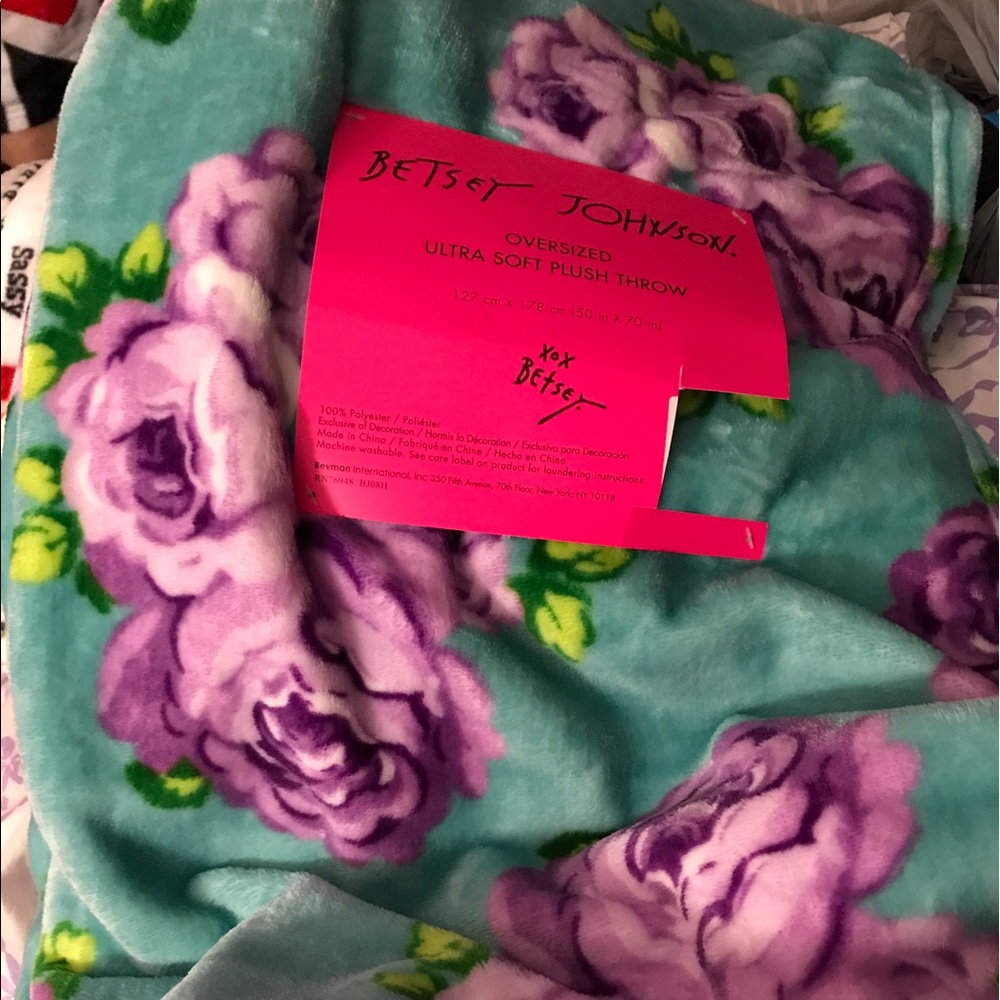 BETSEY JOHNSON.
OVERSIZED
ULTRA SOFT PLUSH THROW
127 cm X 178 cm (50 in X 70 in)
xox
BETSEY
100% Polyester / Poliéster
Exclusive of Decoration / Hormis la Décoration / Exclusivo para Decoración
Made in China / Fabriqué en Chine / Hecho en China
Machine washable. See care label on product for laundering instructions
Revman International, Inc 350 Fifth Avenue, 70th Floor, New York, NY 10118
RN76948 BJ08H
sassy